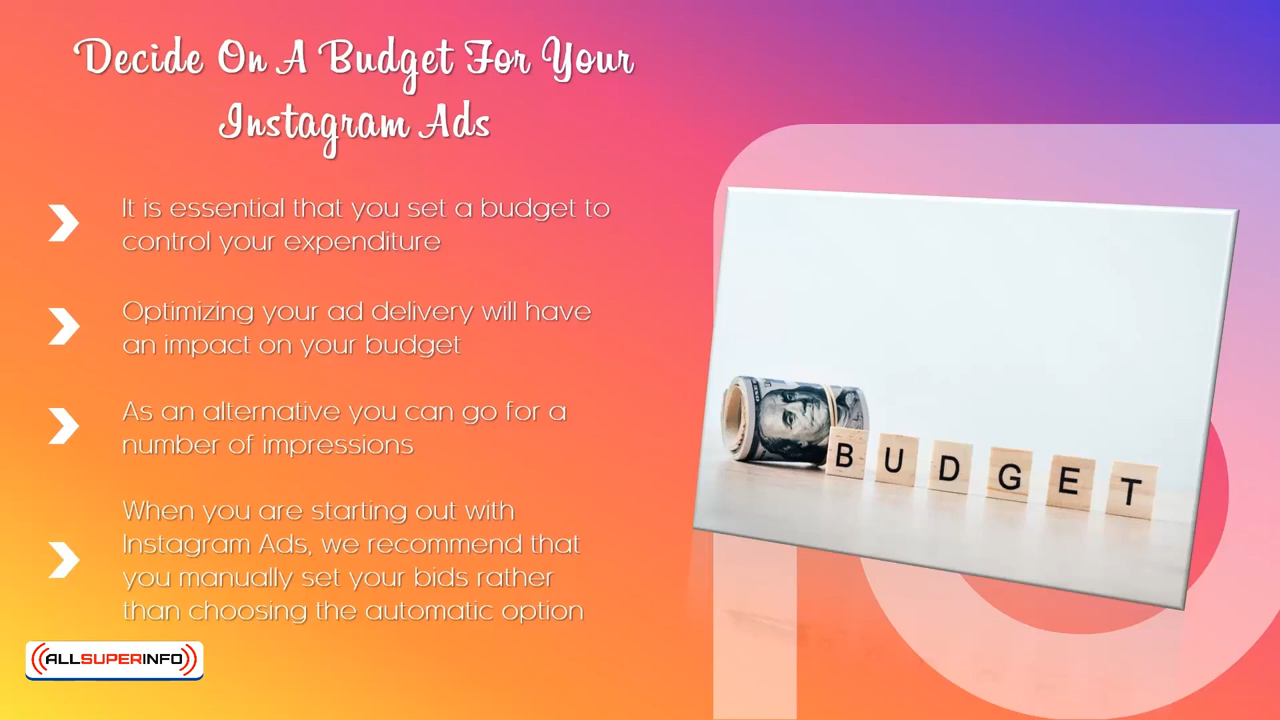 Decide On A Budget For Your
Instagram Ads
It is essential that you set a budget to
control your expenditure
Optimizing your ad delivery will have
an impact on your budget
As an alternative you can go for a
number of impressions
When you are starting out with
Instagram Ads, we recommend that
you manually set your bids rather
than choosing the automatic option
BUDGET
ALLSUPERINFO